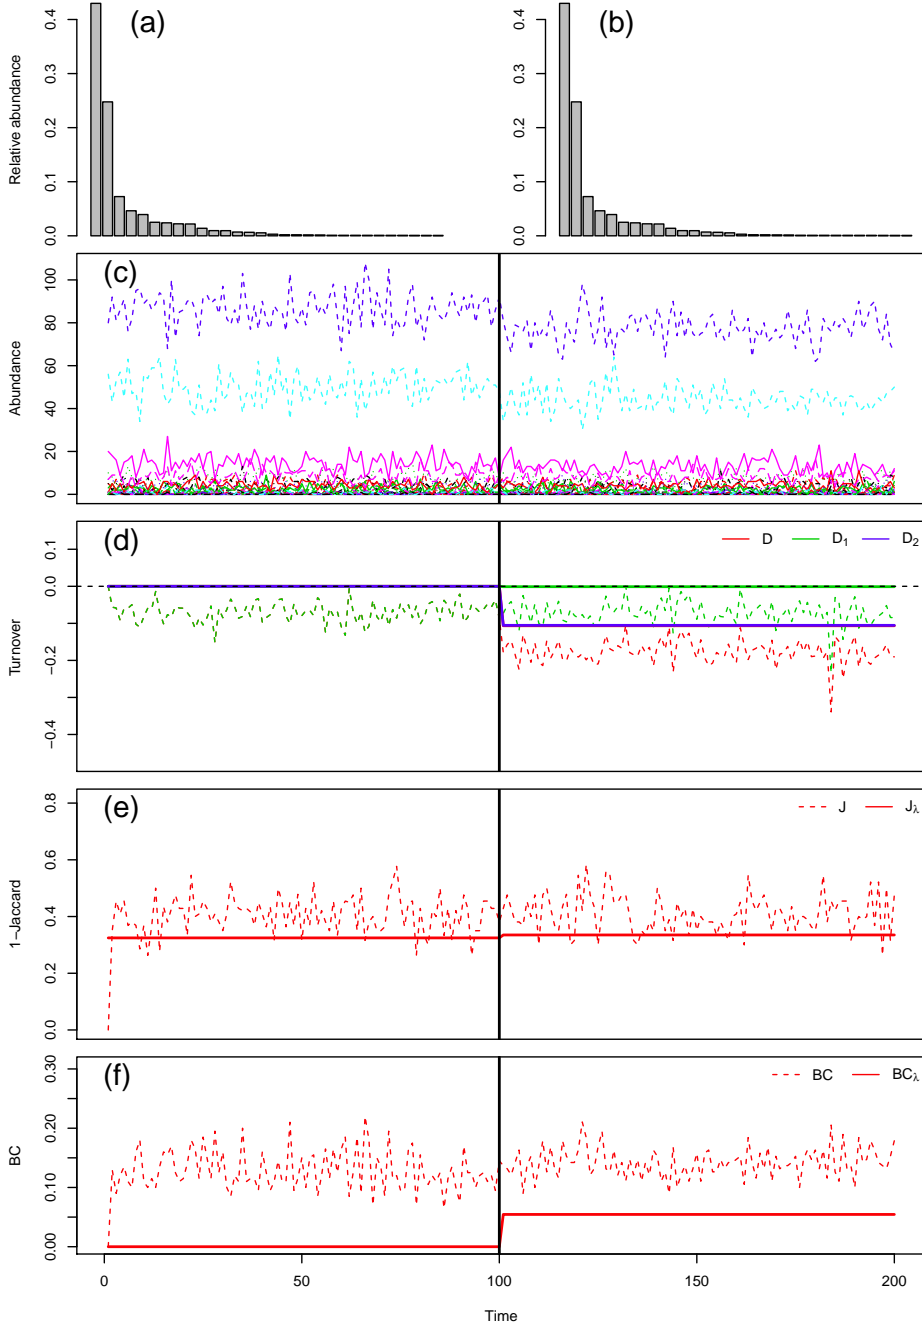 (a)
Relative abundance
0.0 0.1 0.2 0.3 0.4
(b)
0.0 0.1 0.2 0.3 0.4
(c)
Abundance
0 20 40 60 80 100
(d)
D D1 D2
Turnover
−0.4 −0.2 0.0 0.1
(e)
J Jλ
1−Jaccard
0.0 0.2 0.4 0.6 0.8
(f)
BC BCλ
BC
0.00 0.10 0.20 0.30
0 50 100 150 200
Time